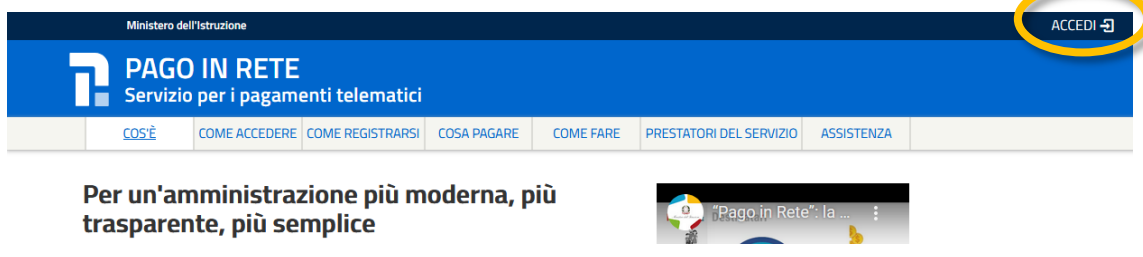 Ministero dell'Istruzione
ACCEDI
PAGO IN RETE
Servizio per i pagamenti telematici
COS'È COME ACCEDERE COME REGISTRARSI COSA PAGARE COME FARE PRESTATORI DEL SERVIZIO ASSISTENZA
Per un'amministrazione più moderna, più
trasparente, più semplice
"Pago in Rete": la ...